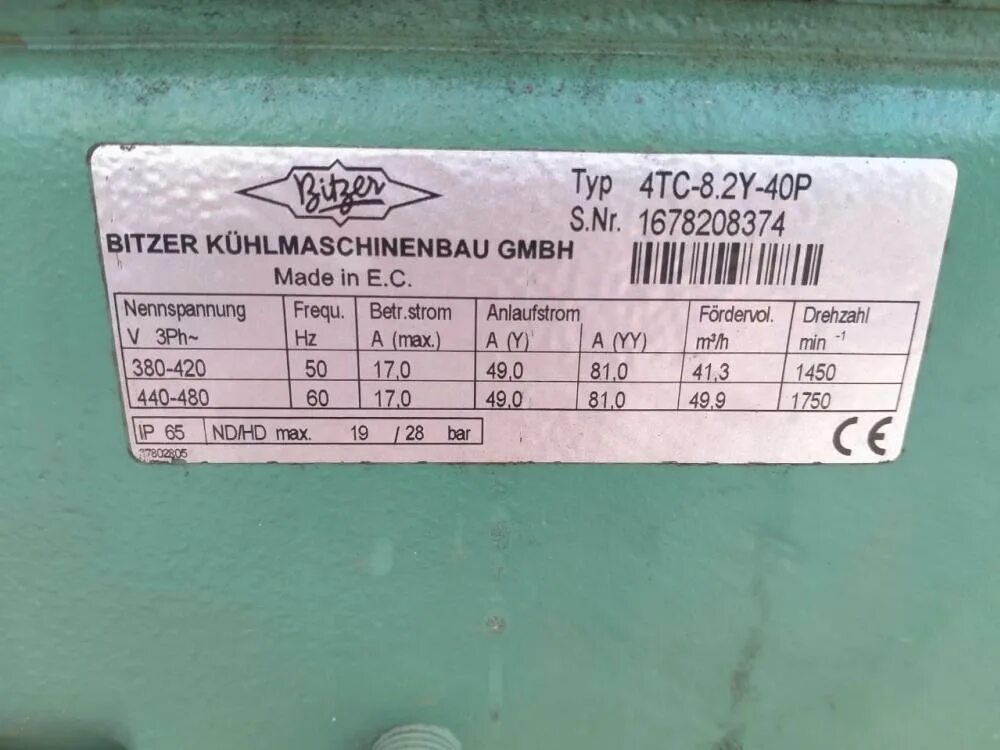 Bitzer
Typ 4TC-8.2Y-40P
S.Nr. 1678208374
BITZER KÜHLMASCHINENBAU GMBH
Made in E.C.
Nennspannung Frequ. Betr.strom Anlaufstrom Fördervol. Drehzahl
V 3Ph~ Hz A (max.) A (Y) A (YY) m³/h min⁻¹
380-420 50 17,0 49,0 81,0 41,3 1450
440-480 60 17,0 49,0 81,0 49,9 1750
IP 65 ND/HD max. 19 / 28 bar
CE